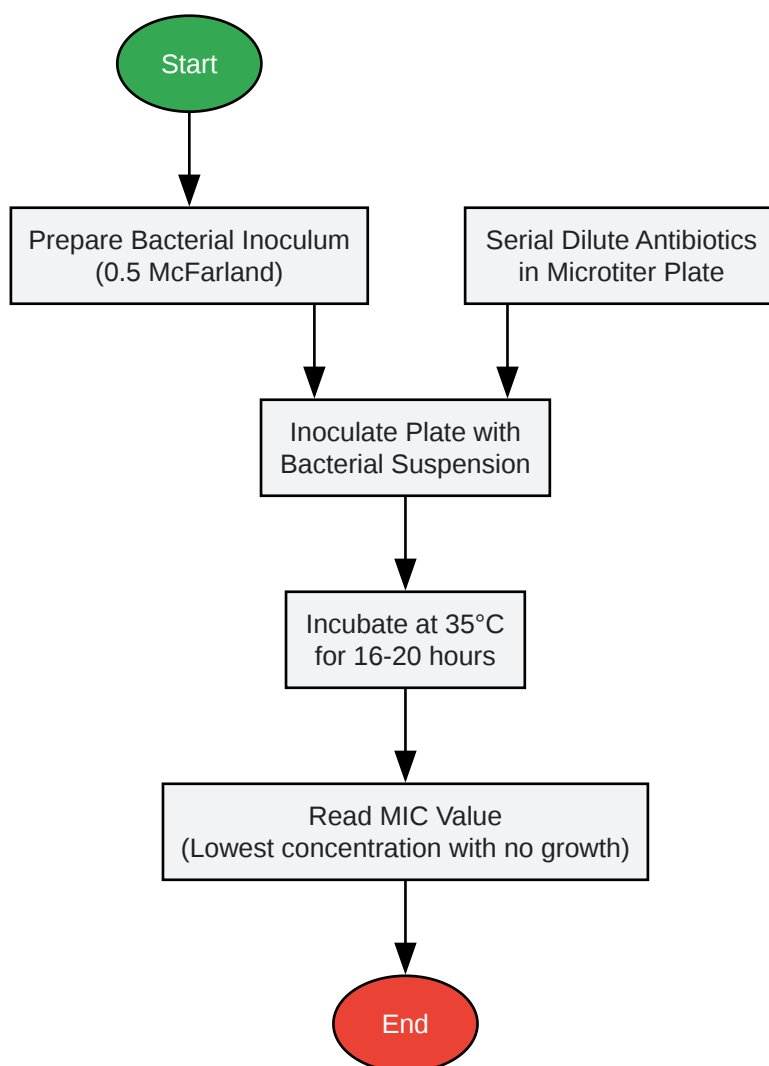 Start
Prepare Bacterial Inoculum
(0.5 McFarland)
Serial Dilute Antibiotics
in Microtiter Plate
Inoculate Plate with
Bacterial Suspension
Incubate at 35°C
for 16-20 hours
Read MIC Value
(Lowest concentration with no growth)
End